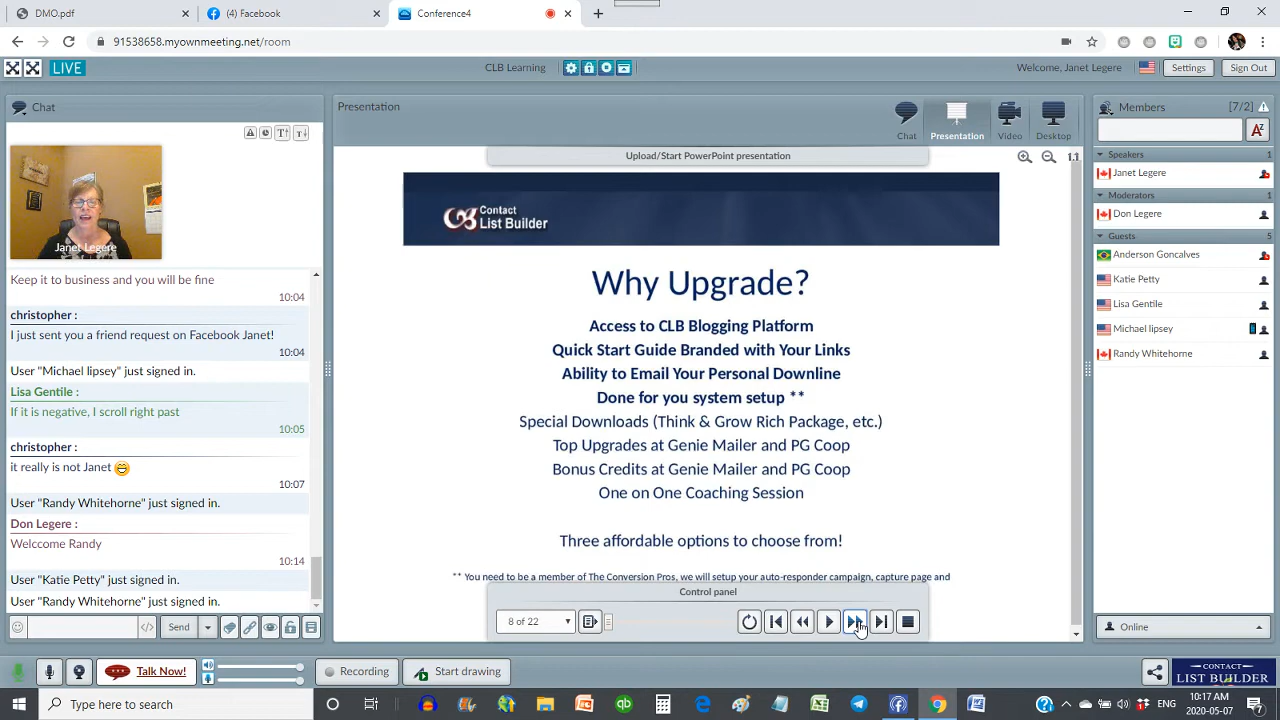 DMO.pdf
(4) Facebook
Conference4
91538658.myownmeeting.net/room
LIVE
CLB Learning
Welcome, Janet Legere
Settings
Sign Out
Chat
Janet Legere
Keep it to business and you will be fine
10:04
christopher :
I just sent you a friend request on Facebook Janet!
10:04
User "Michael lipsey" just signed in.
Lisa Gentile :
If it is negative, I scroll right past
10:05
christopher :
it really is not Janet
10:07
User "Randy Whitehorne" just signed in.
Don Legere :
Welccome Randy
10:14
User "Katie Petty" just signed in.
User "Randy Whitehorne" just signed in.
Send
Presentation
Chat
Presentation
Video
Desktop
Upload/Start PowerPoint presentation
1:1
Contact
List Builder
Why Upgrade?
Access to CLB Blogging Platform
Quick Start Guide Branded with Your Links
Ability to Email Your Personal Downline
Done for you system setup **
Special Downloads (Think & Grow Rich Package, etc.)
Top Upgrades at Genie Mailer and PG Coop
Bonus Credits at Genie Mailer and PG Coop
One on One Coaching Session
Three affordable options to choose from!
** You need to be a member of The Conversion Pros, we will setup your auto-responder campaign, capture page and
Control panel
8 of 22
Members
[7/2]
Speakers
1
Janet Legere
Moderators
1
Don Legere
Guests
5
Anderson Goncalves
Katie Petty
Lisa Gentile
Michael lipsey
Randy Whitehorne
Online
Talk Now!
Recording
Start drawing
CONTACT
LIST BUILDER
Type here to search
10:17 AM
2020-05-07